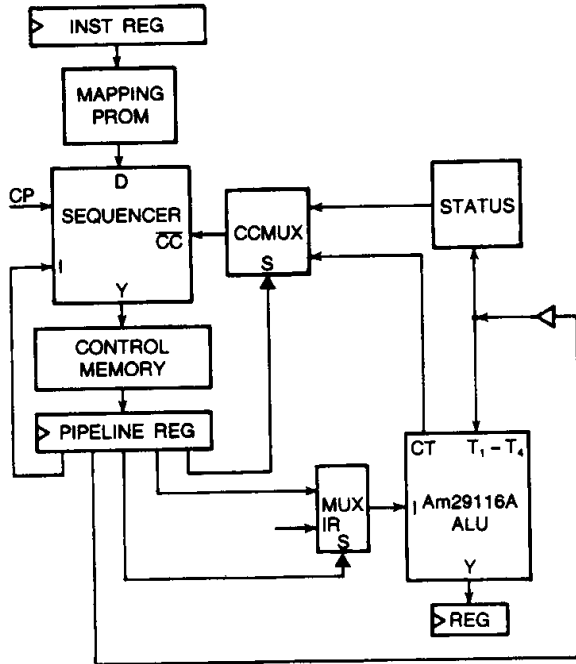 INST REG
MAPPING
PROM
D
CP
SEQUENCER
CC
I
Y
CCMUX
S
STATUS
CONTROL
MEMORY
PIPELINE REG
MUX
IR
S
CT
T1 – T4
I
Am29116A
ALU
Y
REG